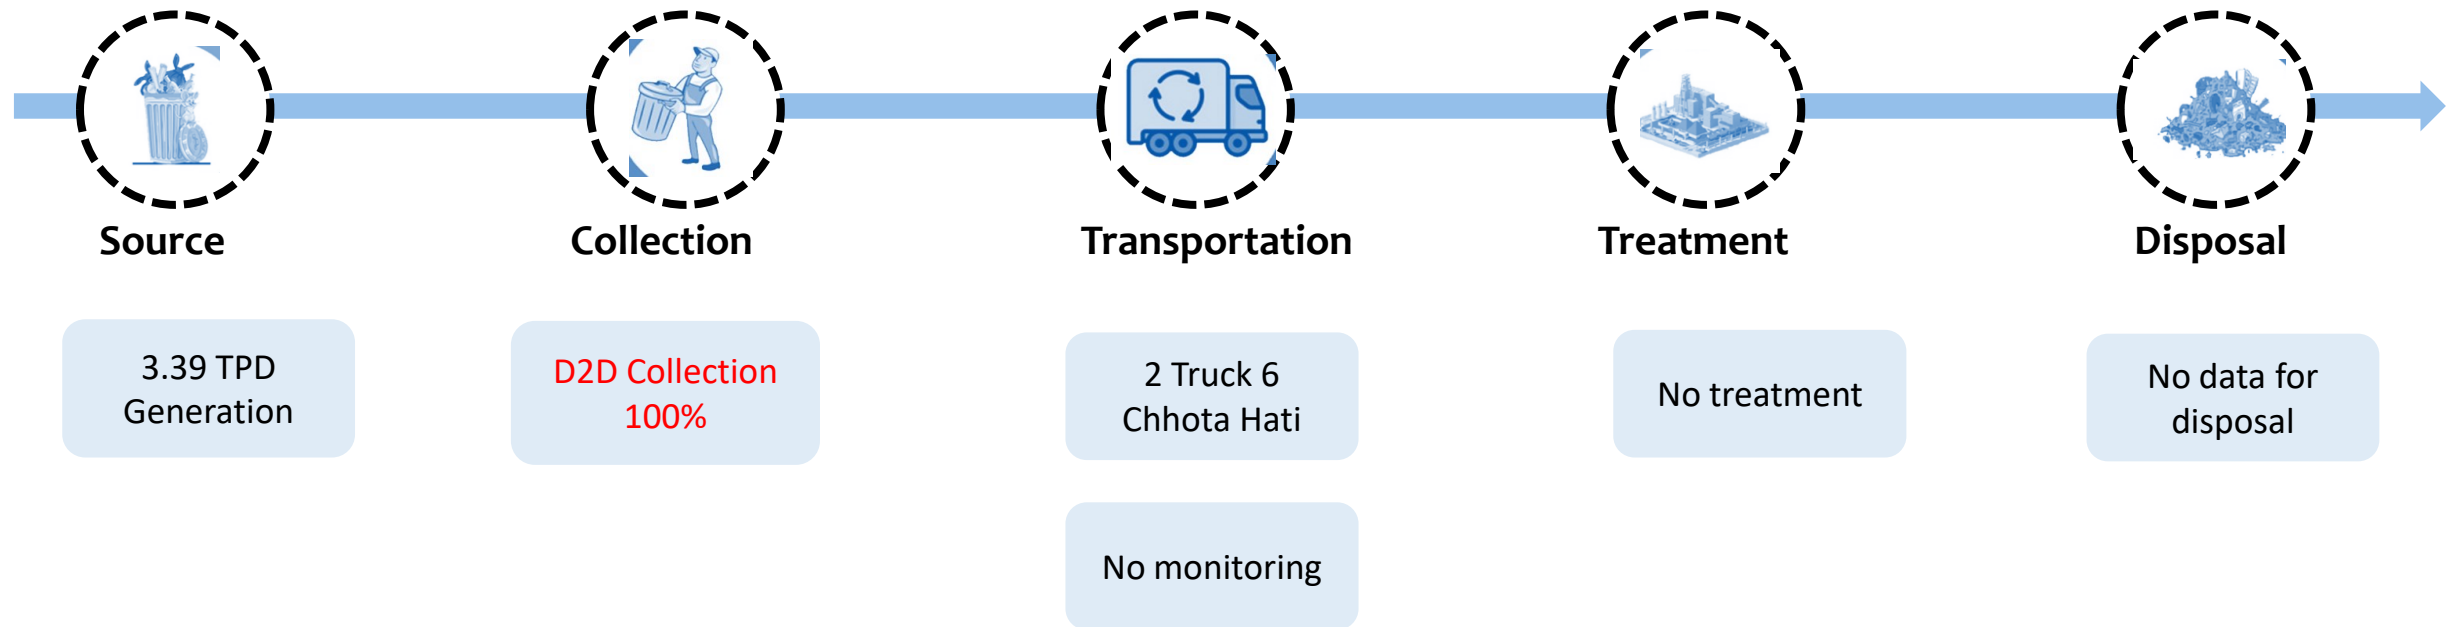 Source
Collection
Transportation
Treatment
Disposal
3.39 TPD
Generation
D2D Collection
100%
2 Truck 6
Chhota Hati
No treatment
No data for
disposal
No monitoring